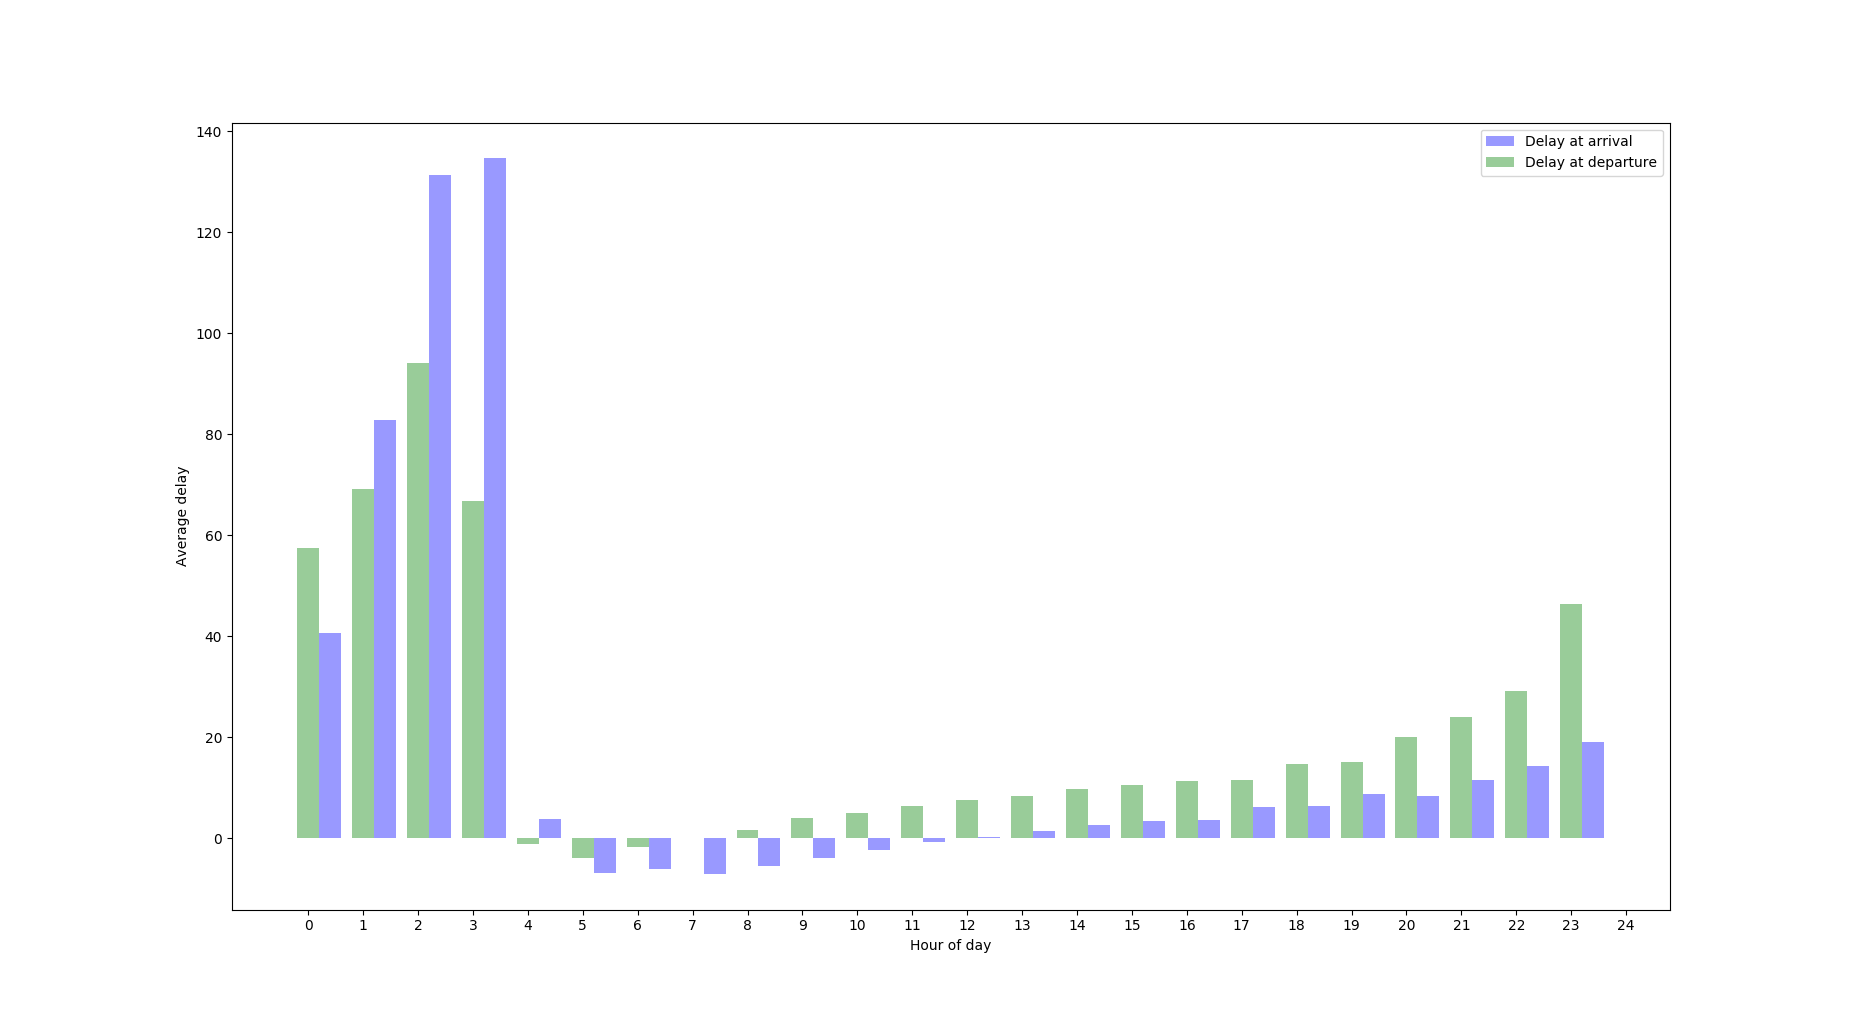 140
120
100
80
60
40
20
0
Average delay
Delay at arrival
Delay at departure
0 1 2 3 4 5 6 7 8 9 10 11 12 13 14 15 16 17 18 19 20 21 22 23 24
Hour of day